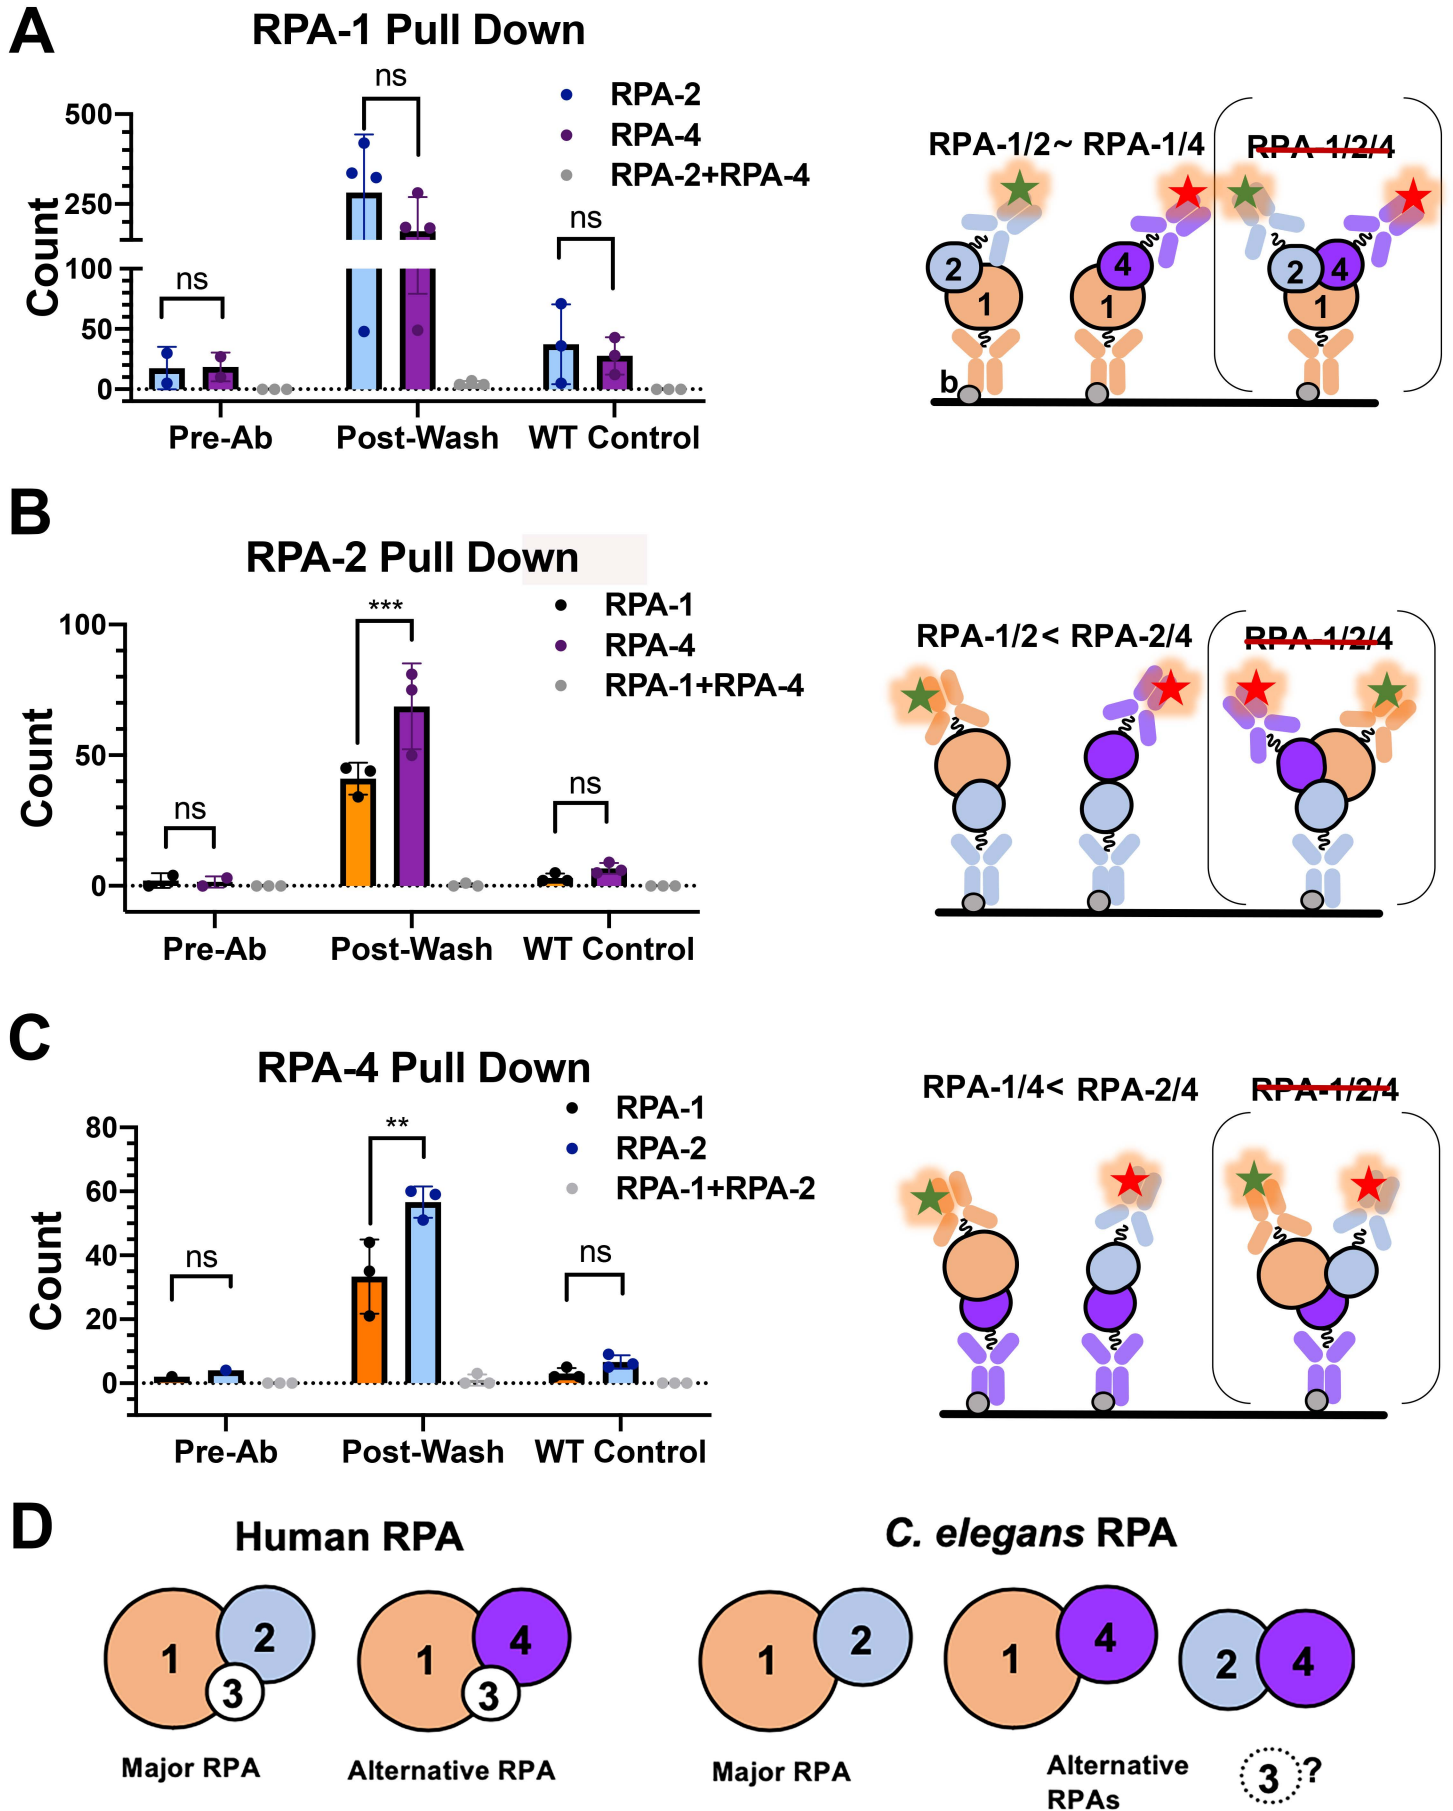 A
RPA-1 Pull Down
Count
500
250
100
50
0
ns
ns
ns
RPA-2
RPA-4
RPA-2+RPA-4
Pre-Ab
Post-Wash
WT Control
RPA-1/2~ RPA-1/4
RPA-1/2/4
2
1
4
1
2
4
1
b
B
RPA-2 Pull Down
Count
100
50
0
ns
***
ns
RPA-1
RPA-4
RPA-1+RPA-4
Pre-Ab
Post-Wash
WT Control
RPA-1/2< RPA-2/4
RPA-1/2/4
C
RPA-4 Pull Down
Count
80
60
40
20
0
ns
**
ns
RPA-1
RPA-2
RPA-1+RPA-2
Pre-Ab
Post-Wash
WT Control
RPA-1/4< RPA-2/4
RPA-1/2/4
D
Human RPA
C. elegans RPA
1
2
3
1
4
3
1
2
1
4
2
4
Major RPA
Alternative RPA
Major RPA
Alternative
RPAs
3 ?